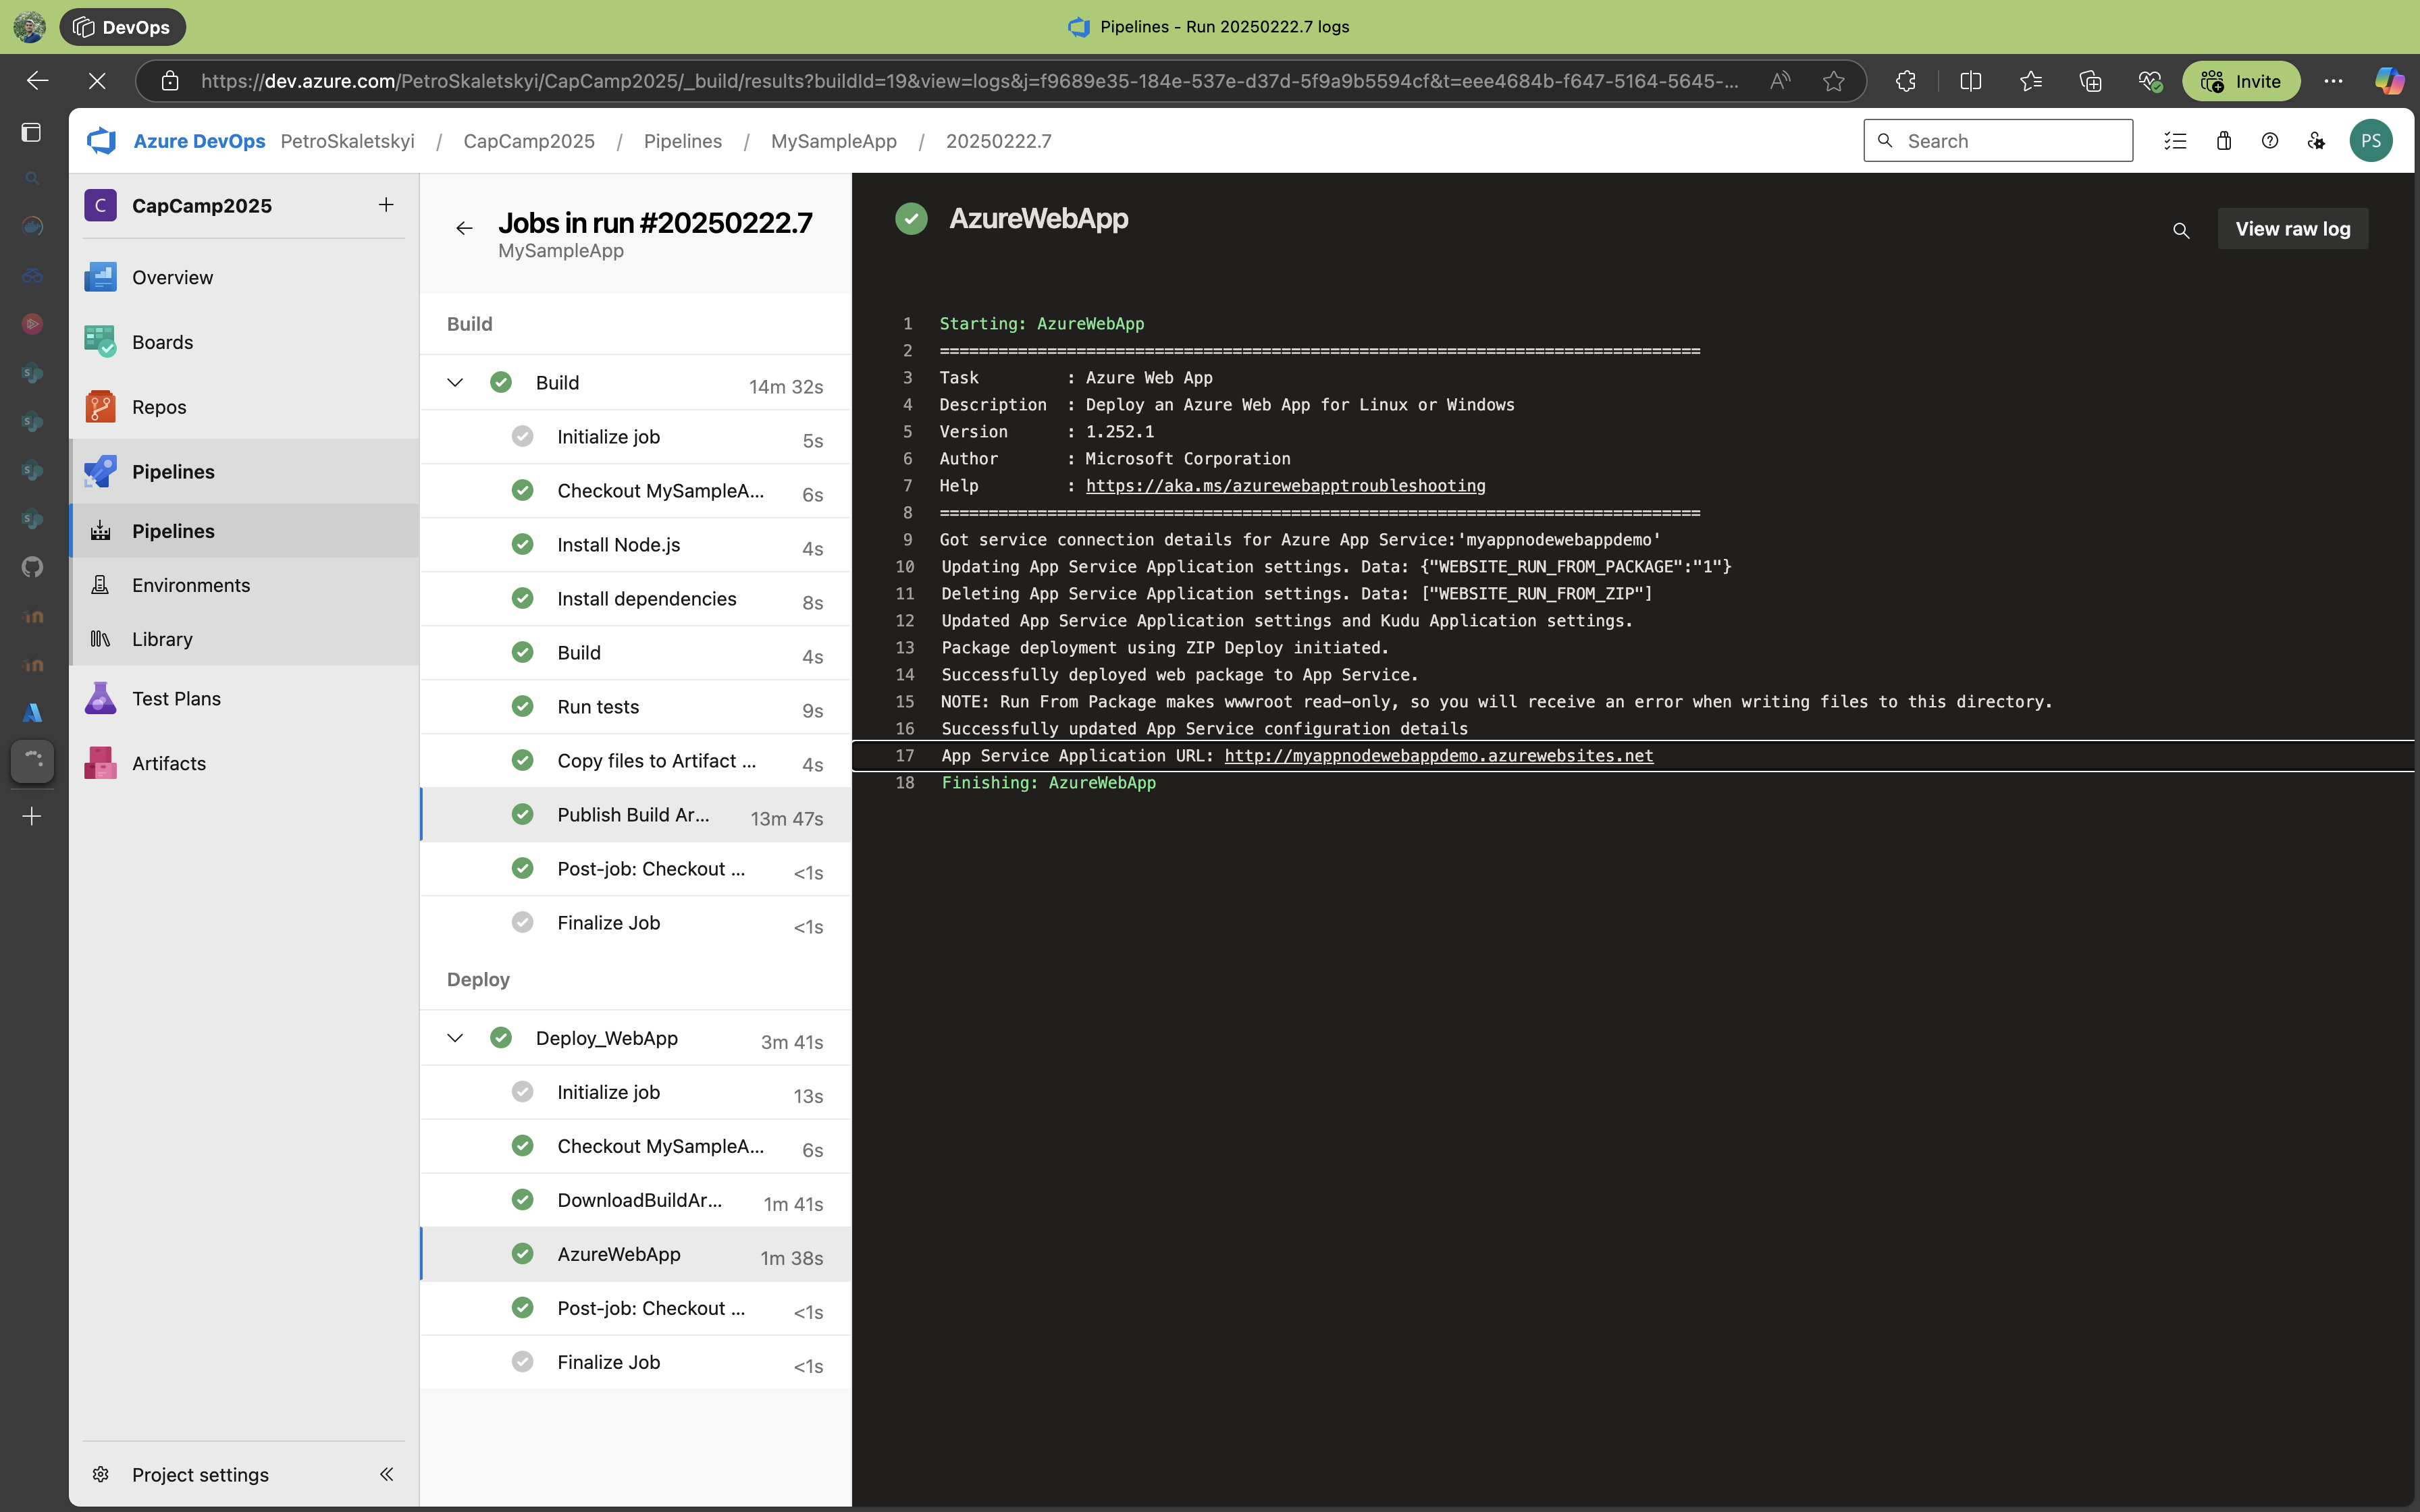 DevOps
Pipelines - Run 20250222.7 logs
https://dev.azure.com/PetroSkaletskyi/CapCamp2025/_build/results?buildId=19&view=logs&j=f9689e35-184e-537e-d37d-5f9a9b5594cf&t=eee4684b-f647-5164-5645-...
Invite
Azure DevOps PetroSkaletskyi / CapCamp2025 / Pipelines / MySampleApp / 20250222.7
Search
PS
C CapCamp2025
Overview
Boards
Repos
Pipelines
Pipelines
Environments
Library
Test Plans
Artifacts
Project settings
Jobs in run #20250222.7
MySampleApp
Build
Build 14m 32s
Initialize job 5s
Checkout MySampleA... 6s
Install Node.js 4s
Install dependencies 8s
Build 4s
Run tests 9s
Copy files to Artifact ... 4s
Publish Build Ar... 13m 47s
Post-job: Checkout ... <1s
Finalize Job <1s
Deploy
Deploy_WebApp 3m 41s
Initialize job 13s
Checkout MySampleA... 6s
DownloadBuildAr... 1m 41s
AzureWebApp 1m 38s
Post-job: Checkout ... <1s
Finalize Job <1s
AzureWebApp
View raw log
1 Starting: AzureWebApp
2 ==============================================================================
3 Task : Azure Web App
4 Description : Deploy an Azure Web App for Linux or Windows
5 Version : 1.252.1
6 Author : Microsoft Corporation
7 Help : https://aka.ms/azurewebapptroubleshooting
8 ==============================================================================
9 Got service connection details for Azure App Service:'myappnodewebappdemo'
10 Updating App Service Application settings. Data: {"WEBSITE_RUN_FROM_PACKAGE":"1"}
11 Deleting App Service Application settings. Data: ["WEBSITE_RUN_FROM_ZIP"]
12 Updated App Service Application settings and Kudu Application settings.
13 Package deployment using ZIP Deploy initiated.
14 Successfully deployed web package to App Service.
15 NOTE: Run From Package makes wwwroot read-only, so you will receive an error when writing files to this directory.
16 Successfully updated App Service configuration details
17 App Service Application URL: http://myappnodewebappdemo.azurewebsites.net
18 Finishing: AzureWebApp